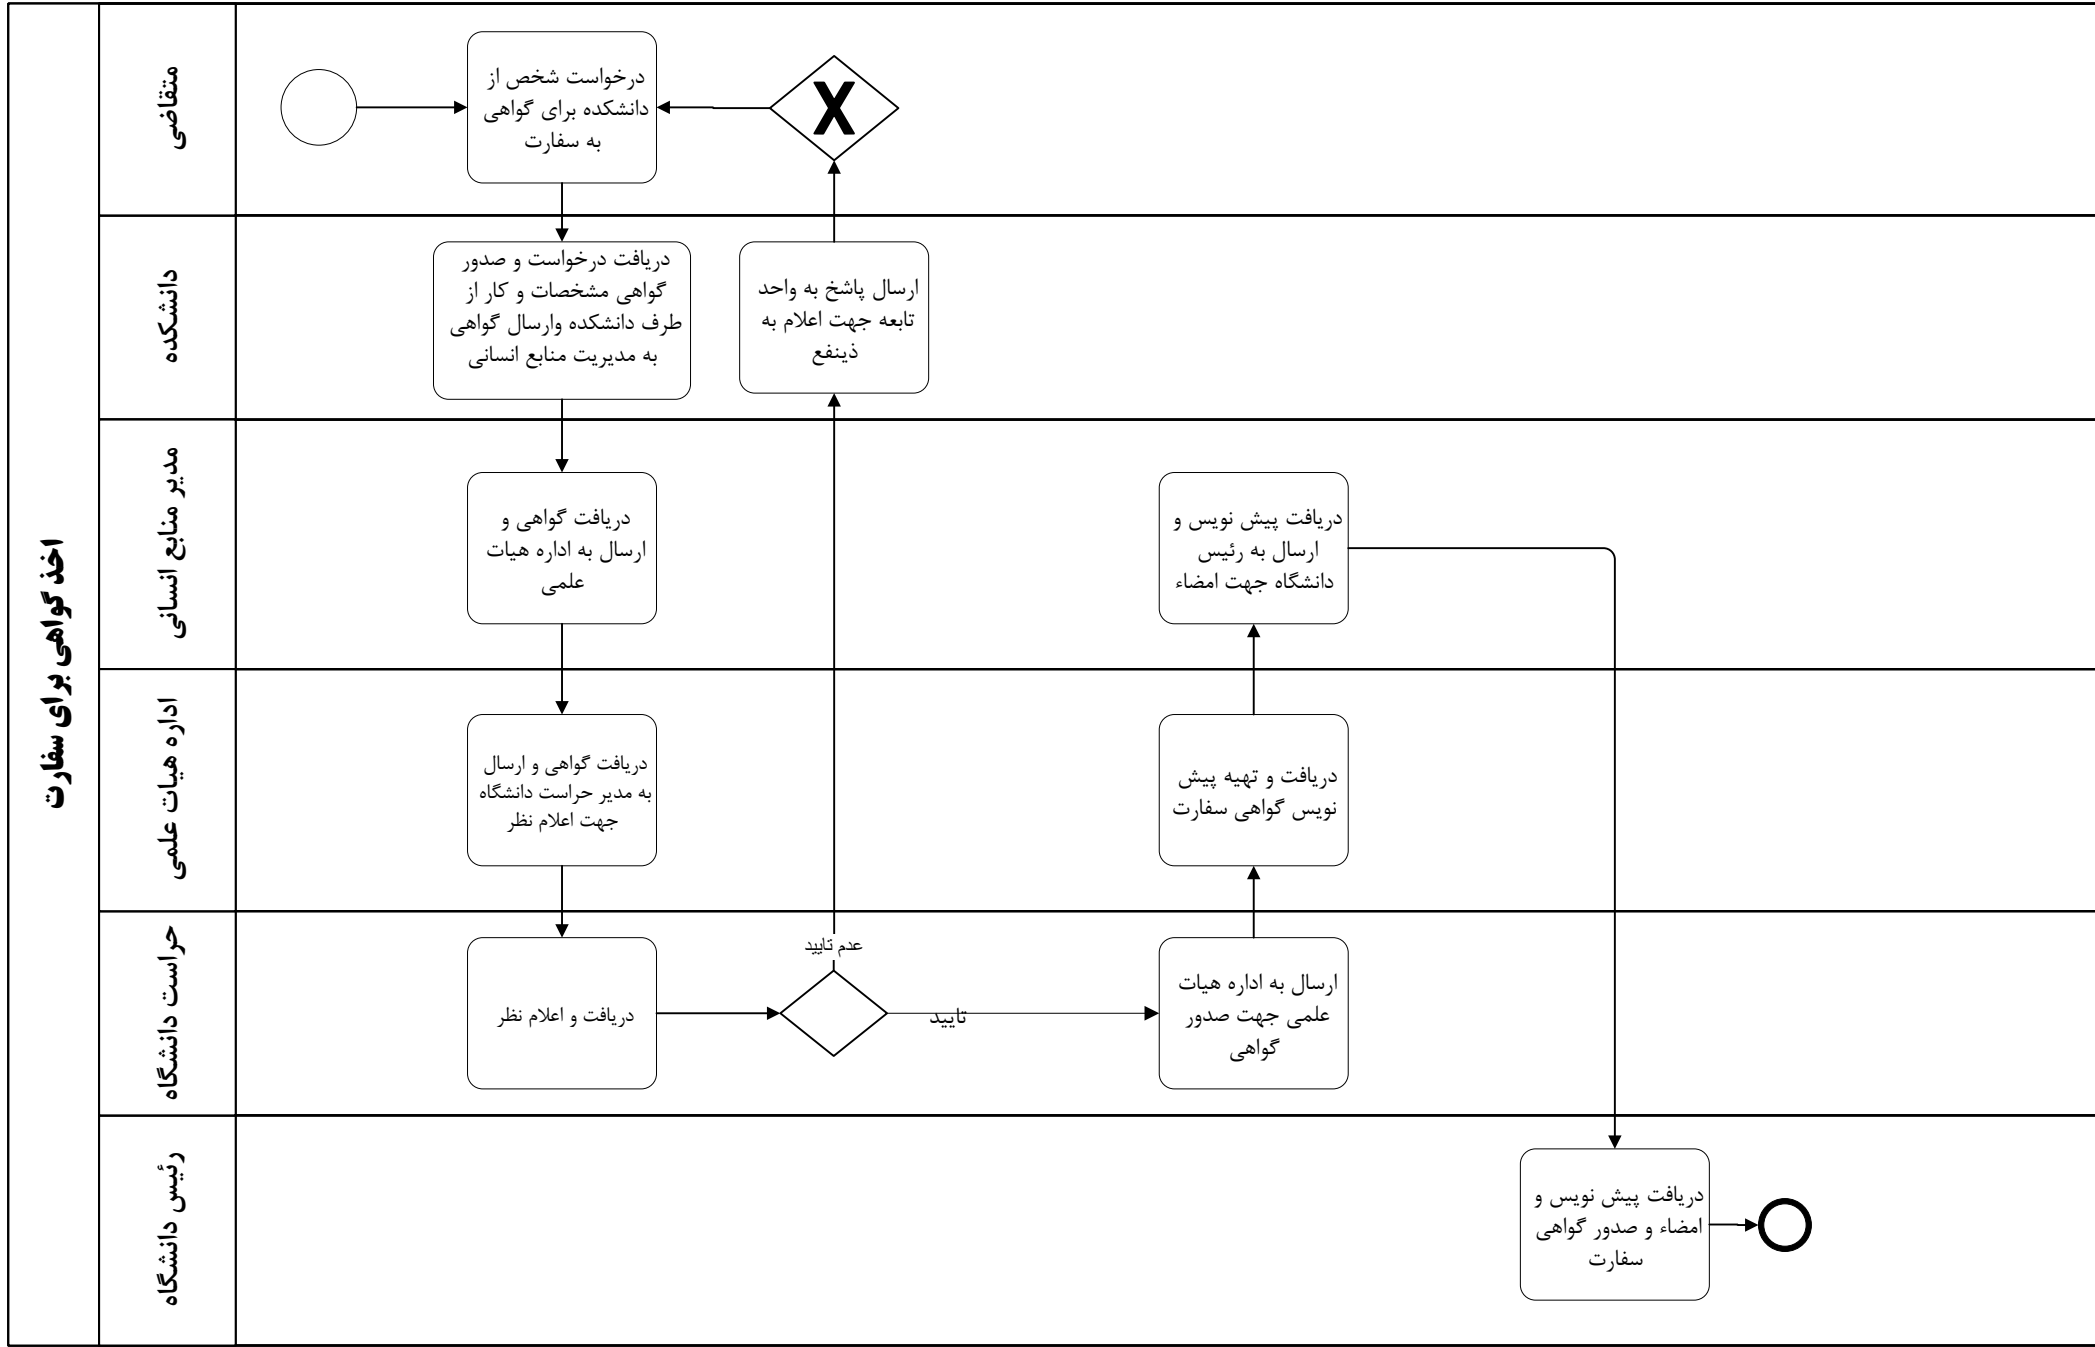 اخذ گواهی برای سفارت
متقاضی
درخواست شخص از
دانشکده برای گواهی
به سفارت
X
دانشکده
دریافت درخواست و صدور
گواهی مشخصات و کار از
طرف دانشکده وارسال گواهی
به مدیریت منابع انسانی
ارسال پاشخ به واحد
تابعه جهت اعلام به
ذینفع
مدیر منابع انسانی
دریافت گواهی و
ارسال به اداره هیات
علمی
دریافت پیش نویس و
ارسال به رئیس
دانشگاه جهت امضاء
اداره هیات علمی
دریافت گواهی و ارسال
به مدیر حراست دانشگاه
جهت اعلام نظر
دریافت و تهیه پیش
نویس گواهی سفارت
حراست دانشگاه
دریافت و اعلام نظر
عدم تایید
تایید
ارسال به اداره هیات
علمی جهت صدور
گواهی
رئیس دانشگاه
دریافت پیش نویس و
امضاء و صدور گواهی
سفارت